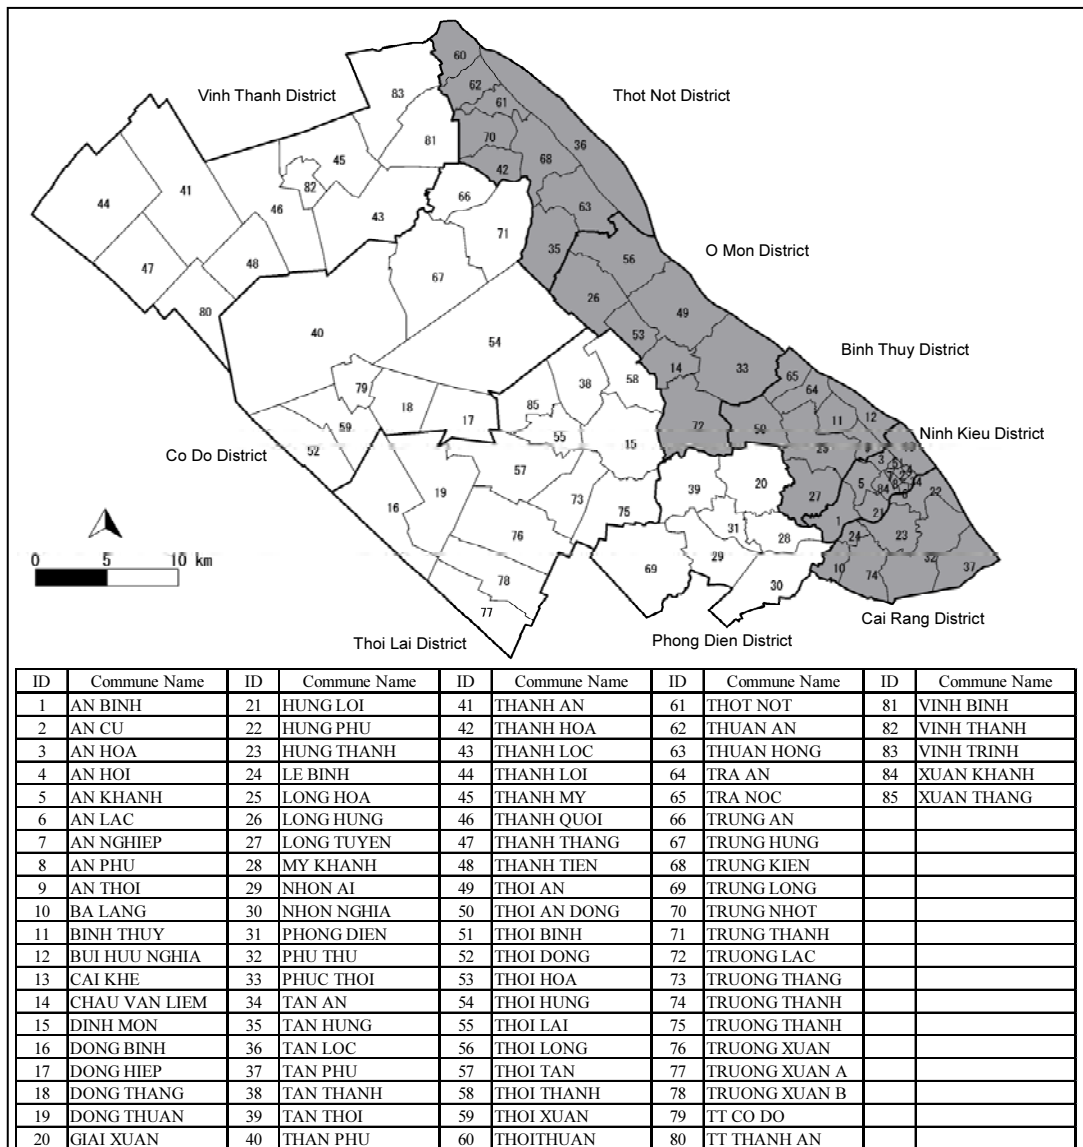 60
62
61
83
Vinh Thanh District
Thot Not District
70
36
81
45
68
42
82
41
66
44
46
43
63
71
35
O Mon District
56
47
48
67
26
49
80
40
53
54
Binh Thuy District
14
33
65
58
64
38
79
18
85
11
12
17
59
72
50
Ninh Kieu District
55
15
52
25
Co Do District
57
3
19
20
5
39
27
84
22
16
73
75
21
1
31
76
28
24
23
0 5 10 km
29
32
69
10
74
37
78
30
77
Cai Rang District
Thoi Lai District
Phong Dien District
ID Commune Name ID Commune Name ID Commune Name ID Commune Name ID Commune Name
1 AN BINH 21 HUNG LOI 41 THANH AN 61 THOT NOT 81 VINH BINH
2 AN CU 22 HUNG PHU 42 THANH HOA 62 THUAN AN 82 VINH THANH
3 AN HOA 23 HUNG THANH 43 THANH LOC 63 THUAN HONG 83 VINH TRINH
4 AN HOI 24 LE BINH 44 THANH LOI 64 TRA AN 84 XUAN KHANH
5 AN KHANH 25 LONG HOA 45 THANH MY 65 TRA NOC 85 XUAN THANG
6 AN LAC 26 LONG HUNG 46 THANH QUOI 66 TRUNG AN
7 AN NGHIEP 27 LONG TUYEN 47 THANH THANG 67 TRUNG HUNG
8 AN PHU 28 MY KHANH 48 THANH TIEN 68 TRUNG KIEN
9 AN THOI 29 NHON AI 49 THOI AN 69 TRUNG LONG
10 BA LANG 30 NHON NGHIA 50 THOI AN DONG 70 TRUNG NHOT
11 BINH THUY 31 PHONG DIEN 51 THOI BINH 71 TRUNG THANH
12 BUI HUU NGHIA 32 PHU THU 52 THOI DONG 72 TRUONG LAC
13 CAI KHE 33 PHUC THOI 53 THOI HOA 73 TRUONG THANG
14 CHAU VAN LIEM 34 TAN AN 54 THOI HUNG 74 TRUONG THANH
15 DINH MON 35 TAN HUNG 55 THOI LAI 75 TRUONG THANH
16 DONG BINH 36 TAN LOC 56 THOI LONG 76 TRUONG XUAN
17 DONG HIEP 37 TAN PHU 57 THOI TAN 77 TRUONG XUAN A
18 DONG THANG 38 TAN THANH 58 THOI THANH 78 TRUONG XUAN B
19 DONG THUAN 39 TAN THOI 59 THOI XUAN 79 TT CO DO
20 GIAI XUAN 40 THAN PHU 60 THOITHUAN 80 TT THANH AN